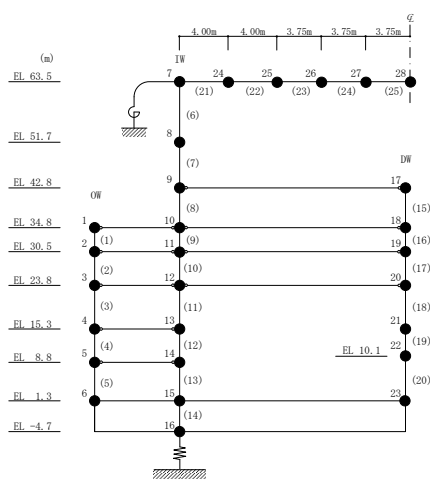 ℄
4.00m 4.00m 3.75m 3.75m 3.75m
(m) IW
EL 63.5 7 24 25 26 27 28
(21) (22) (23) (24) (25)
(6)
EL 51.7 8
(7)
DW
EL 42.8 9 17
OW
(8) (15)
EL 34.8 1 10 18
(1) (9) (16)
EL 30.5 2 11 19
(2) (10) (17)
EL 23.8 3 12 20
(3) (11) (18)
EL 15.3 4 13 21
(4) (12) (19)
EL 10.1 22
EL 8.8 5 14
(5) (13) (20)
EL 1.3 6 15 23
(14)
EL -4.7 16